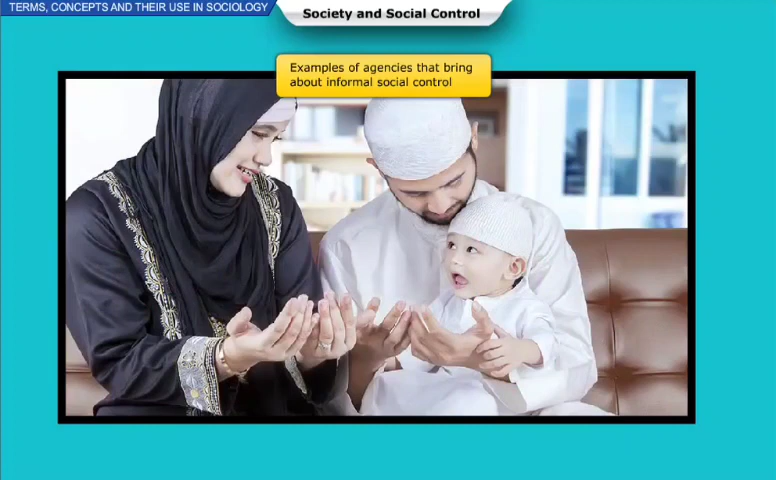 TERMS, CONCEPTS AND THEIR USE IN SOCIOLOGY
Society and Social Control
Examples of agencies that bring
about informal social control